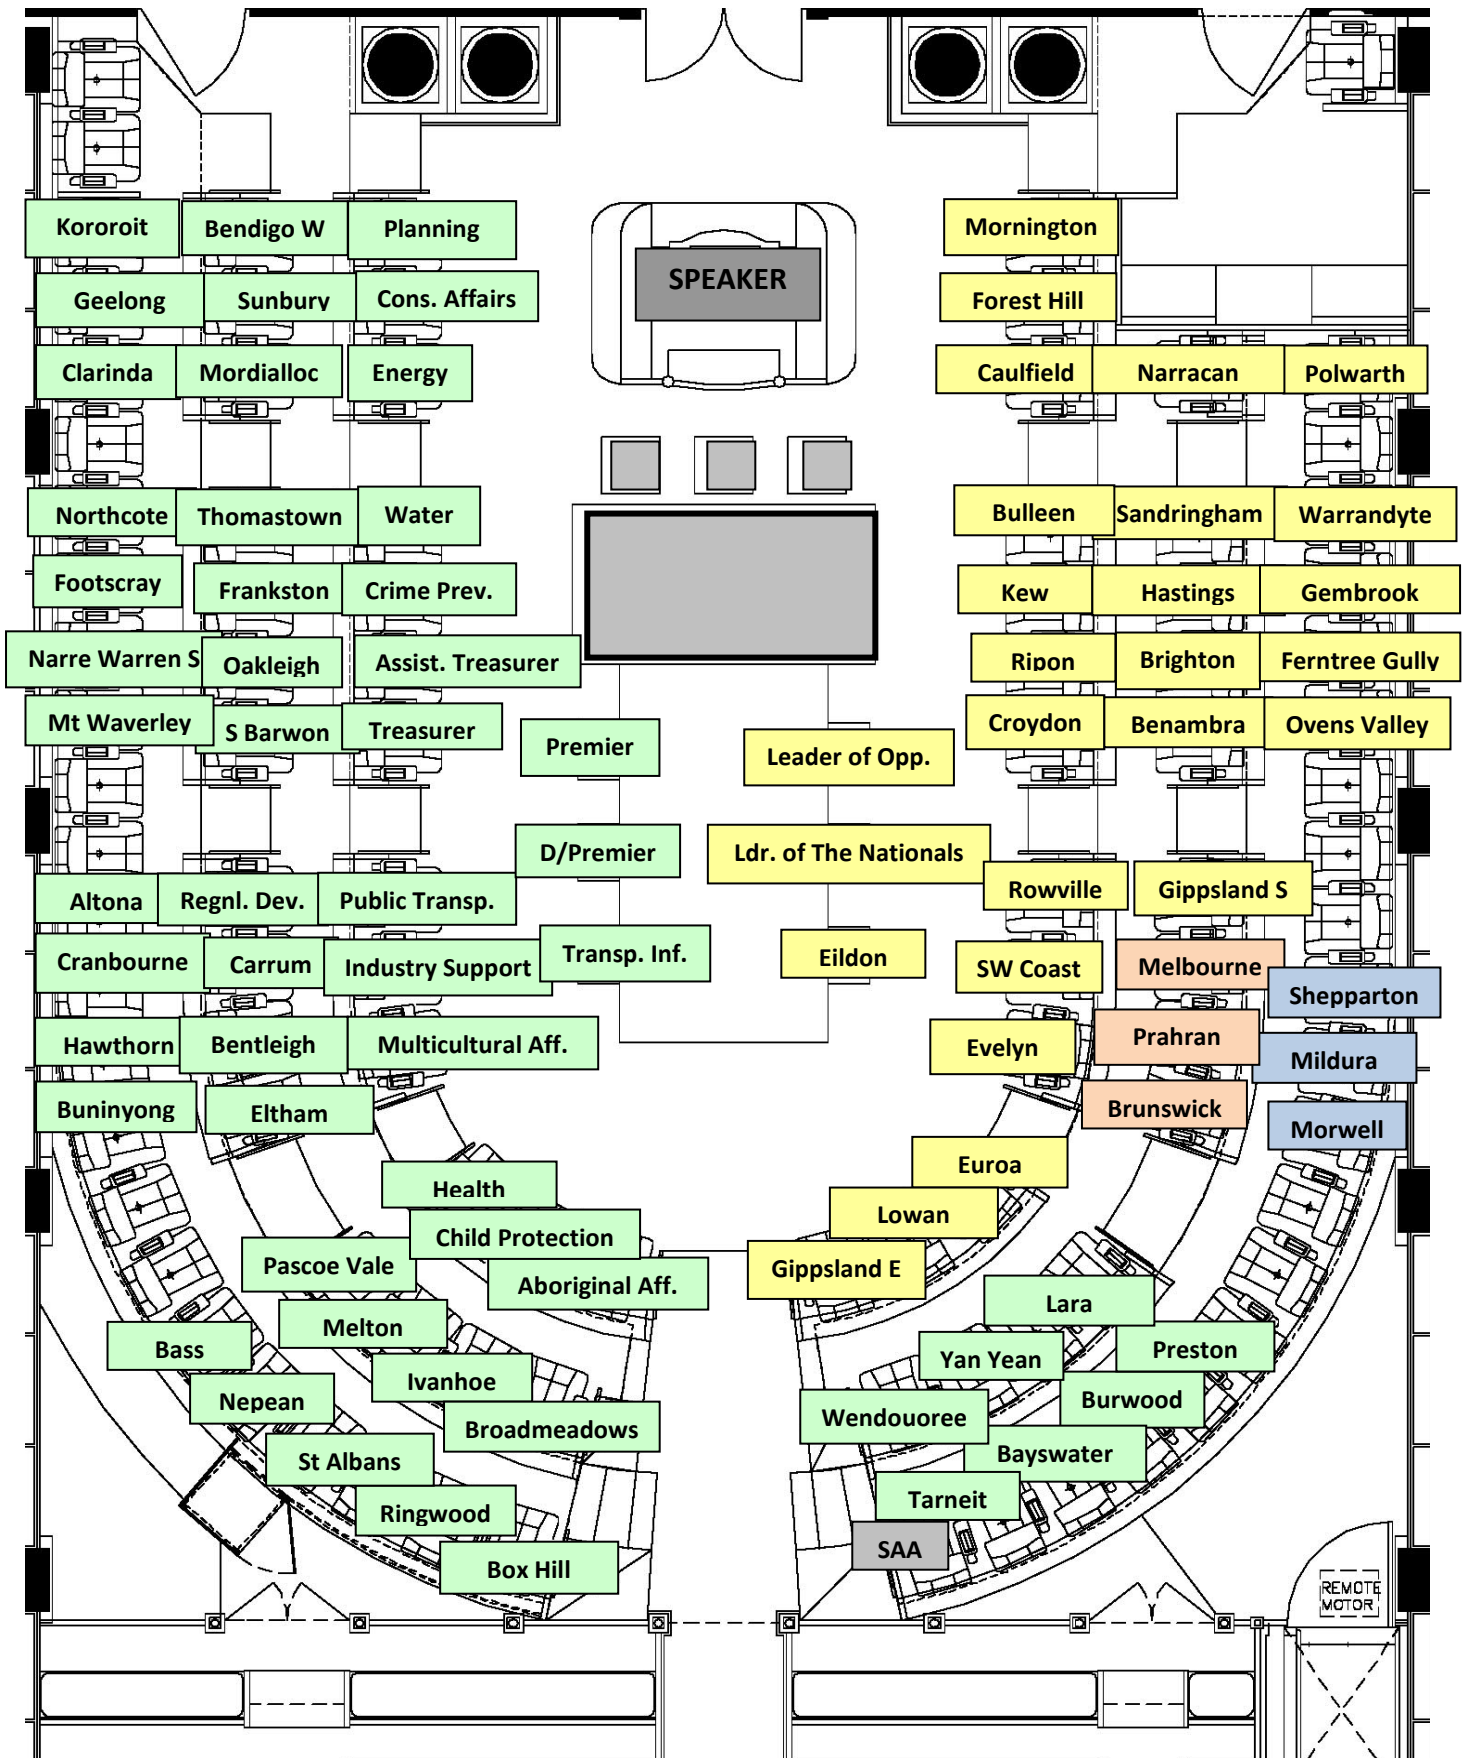 Kororoit
Bendigo W
Planning
Mornington
SPEAKER
Geelong
Sunbury
Cons. Affairs
Forest Hill
Clarinda
Mordialloc
Energy
Caulfield
Narracan
Polwarth
Northcote
Thomastown
Water
Bulleen
Sandringham
Warrandyte
Footscray
Frankston
Crime Prev.
Kew
Hastings
Gembrook
Narre Warren S
Oakleigh
Assist. Treasurer
Ripon
Brighton
Ferntree Gully
Mt Waverley
S Barwon
Treasurer
Premier
Leader of Opp.
Croydon
Benambra
Ovens Valley
D/Premier
Ldr. of The Nationals
Altona
Regnl. Dev.
Public Transp.
Rowville
Gippsland S
Cranbourne
Carrum
Industry Support
Transp. Inf.
Eildon
SW Coast
Melbourne
Shepparton
Hawthorn
Bentleigh
Multicultural Aff.
Evelyn
Prahran
Mildura
Buninyong
Eltham
Brunswick
Morwell
Health
Euroa
Child Protection
Lowan
Pascoe Vale
Aboriginal Aff.
Gippsland E
Lara
Melton
Bass
Yan Yean
Preston
Ivanhoe
Nepean
Burwood
Broadmeadows
Wendouoree
St Albans
Bayswater
Ringwood
Tarneit
SAA
Box Hill
REMOTE
MOTOR